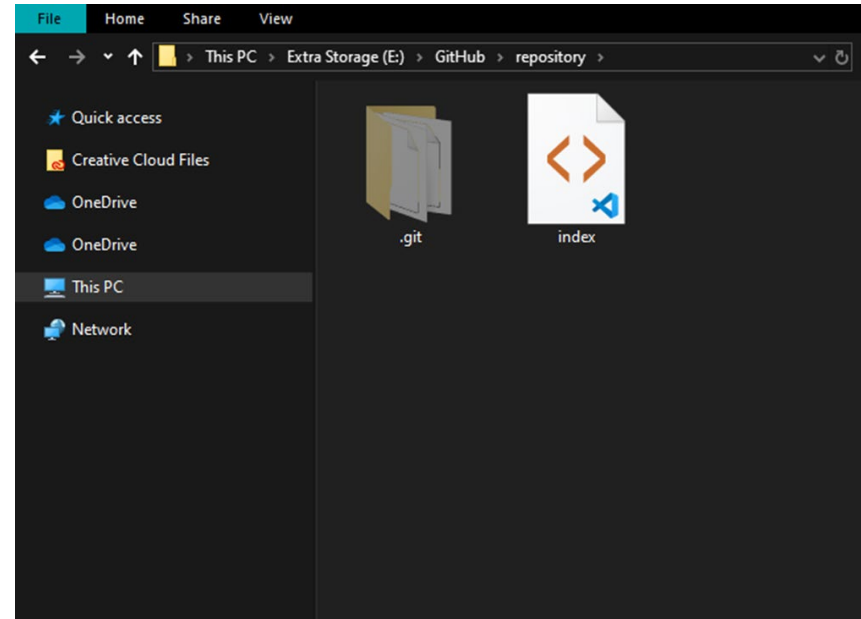 File Home Share View
This PC > Extra Storage (E:) > GitHub > repository >
Quick access
Creative Cloud Files
OneDrive
OneDrive
This PC
Network
.git
index